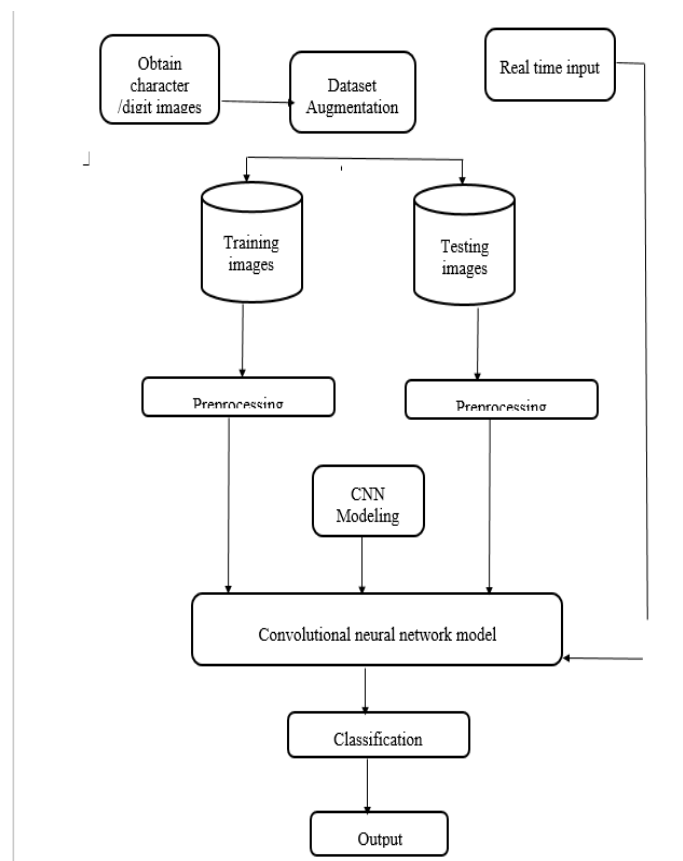 Obtain
character
/digit images
Dataset
Augmentation
Real time input
Training
images
Testing
images
Preprocessing
Preprocessing
CNN
Modeling
Convolutional neural network model
Classification
Output